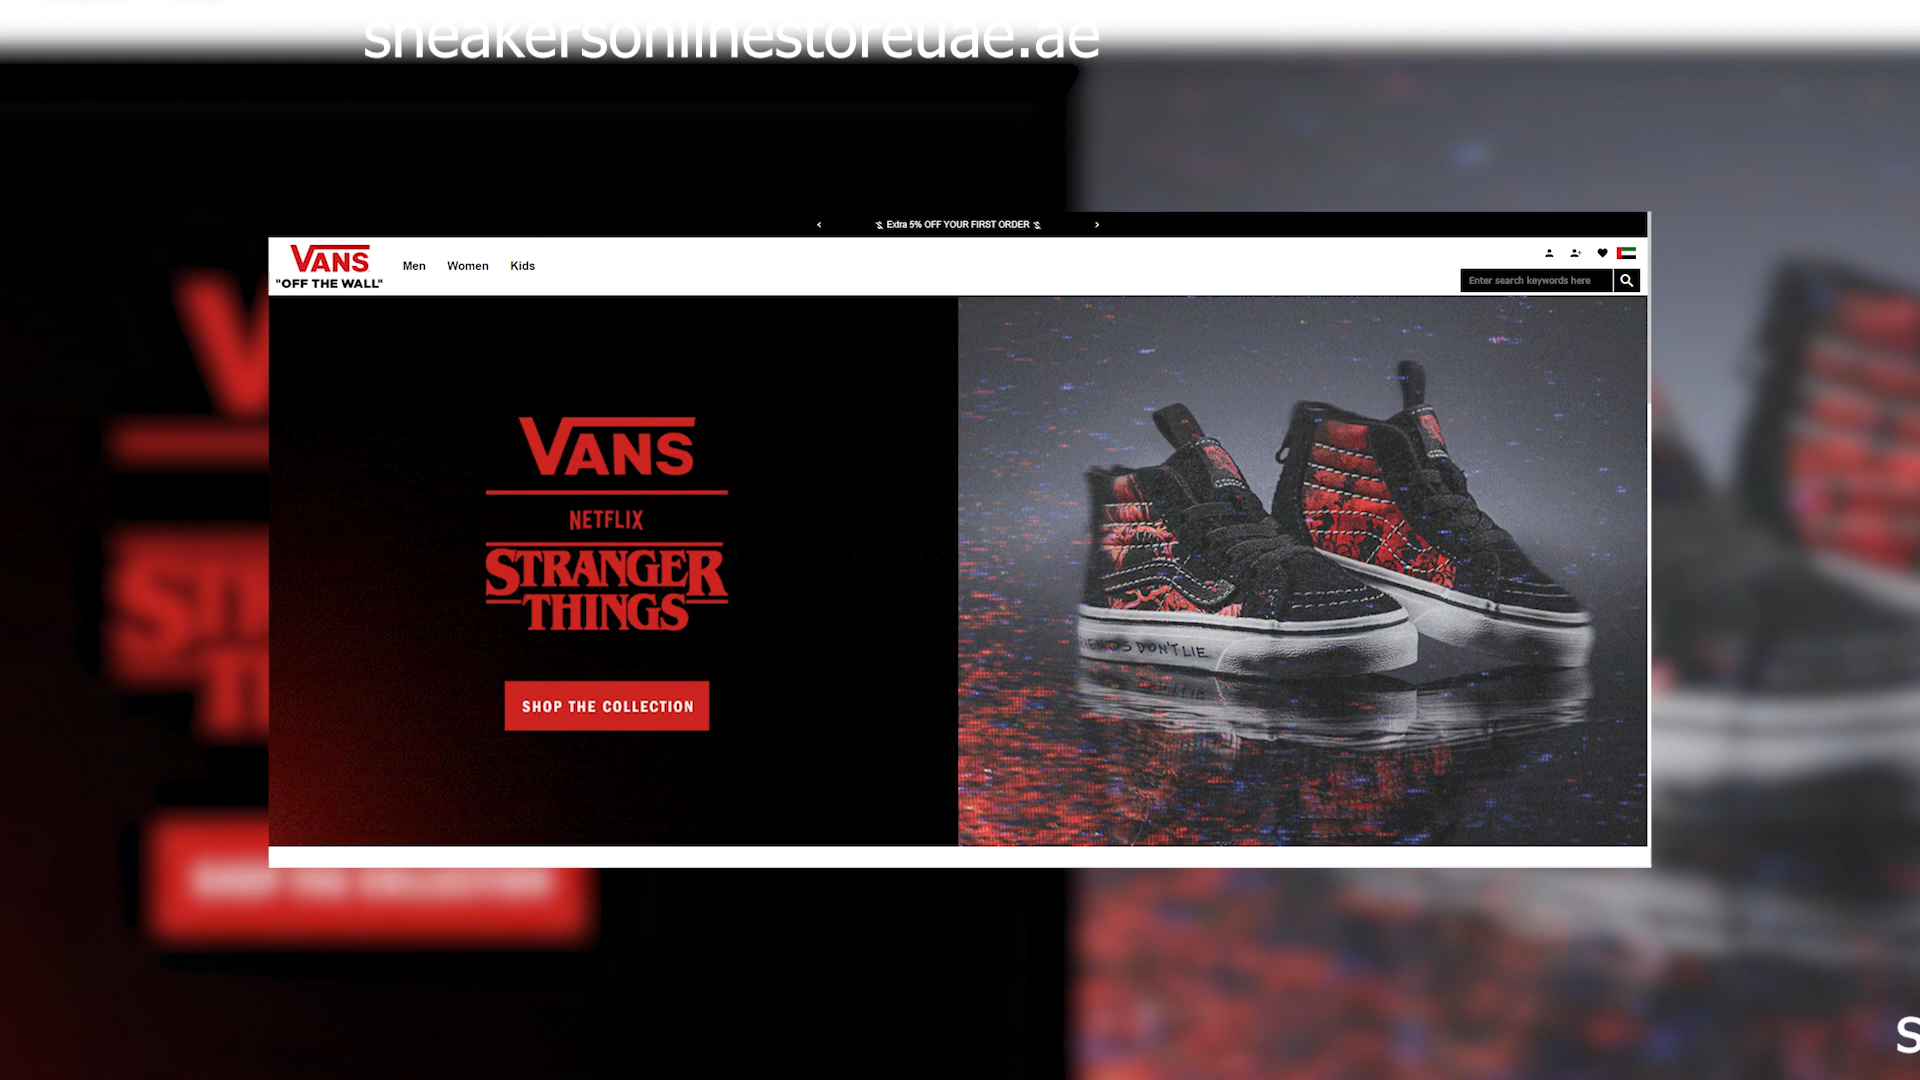 sneakersonlinestoreuae.ae
Extra 5% OFF YOUR FIRST ORDER
VANS
"OFF THE WALL"
Men Women Kids
Enter search keywords here
VANS
NETFLIX
STRANGER
THINGS
SHOP THE COLLECTION
DON'T LIE
S